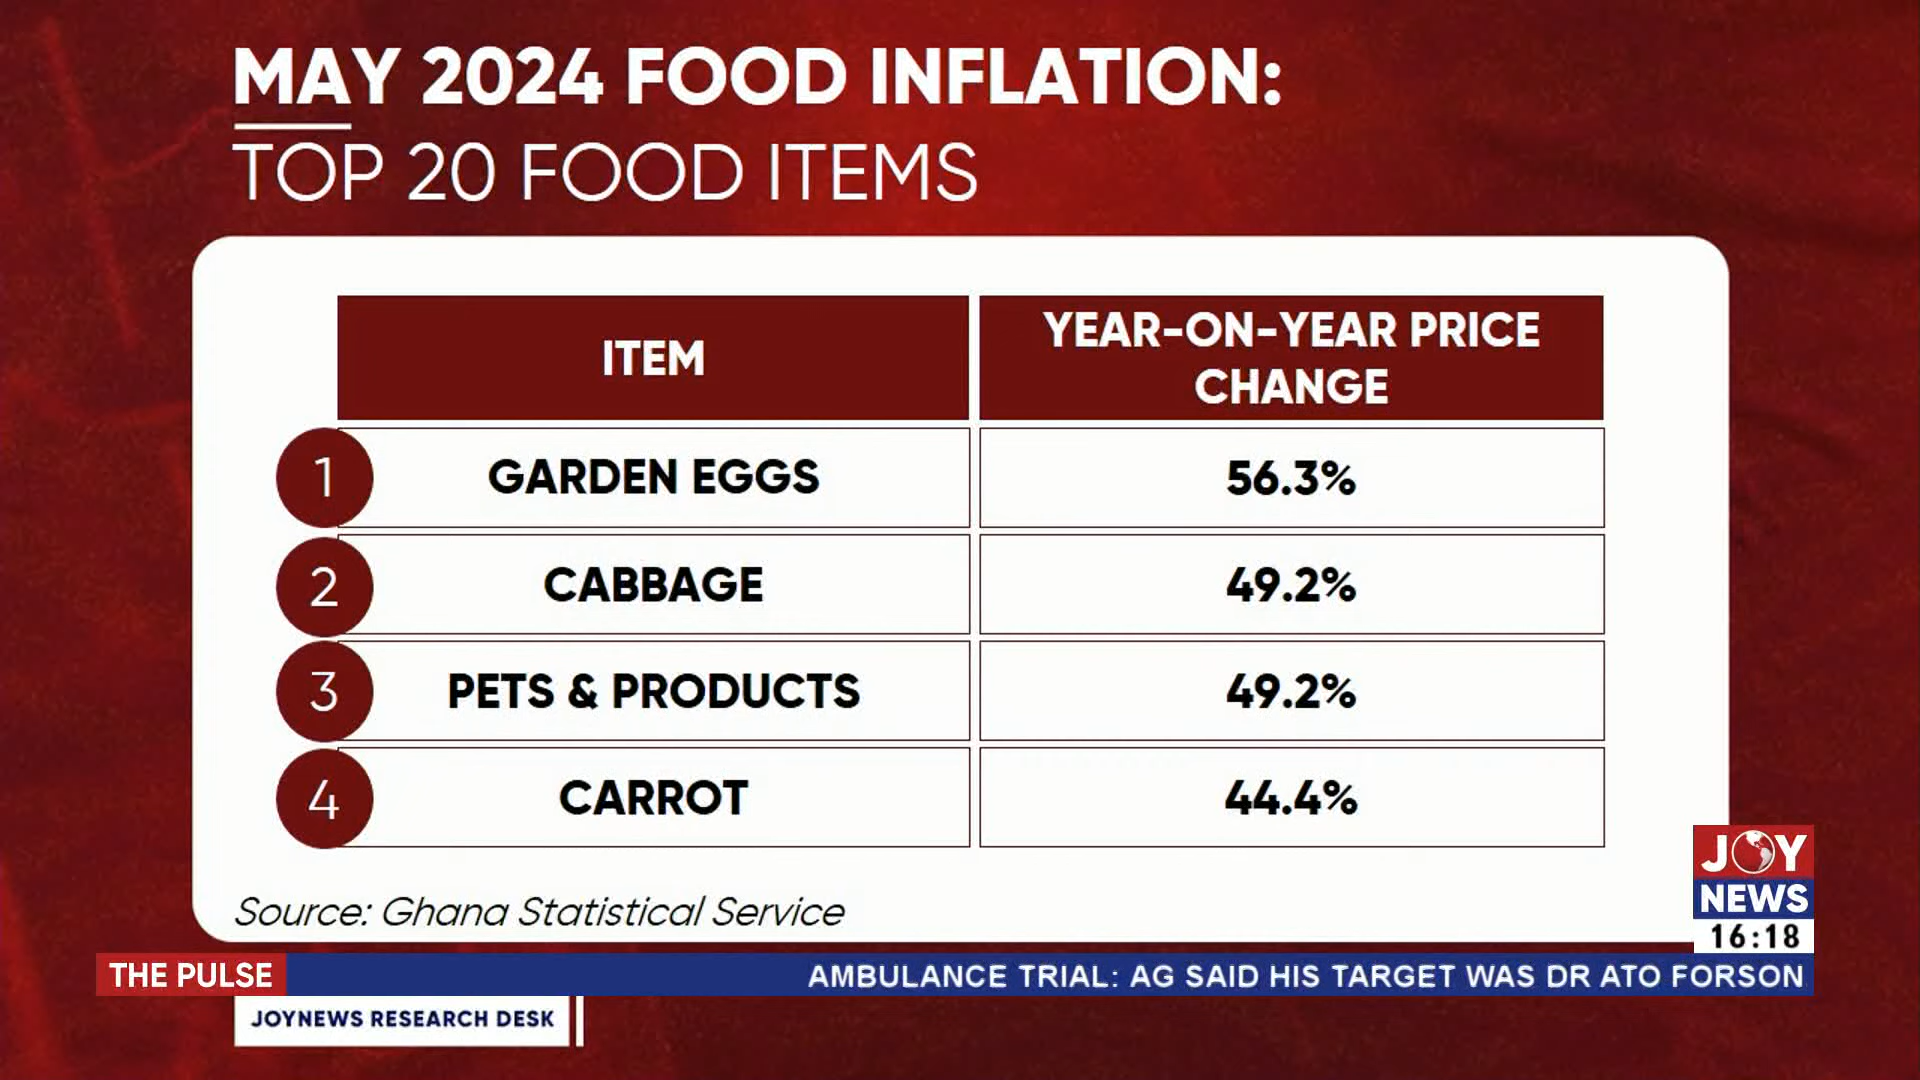 MAY 2024 FOOD INFLATION:
TOP 20 FOOD ITEMS
ITEM
YEAR-ON-YEAR PRICE
CHANGE
1 GARDEN EGGS 56.3%
2 CABBAGE 49.2%
3 PETS & PRODUCTS 49.2%
4 CARROT 44.4%
Source: Ghana Statistical Service
JOY
NEWS
16:18
THE PULSE AMBULANCE TRIAL: AG SAID HIS TARGET WAS DR ATO FORSON
JOYNEWS RESEARCH DESK